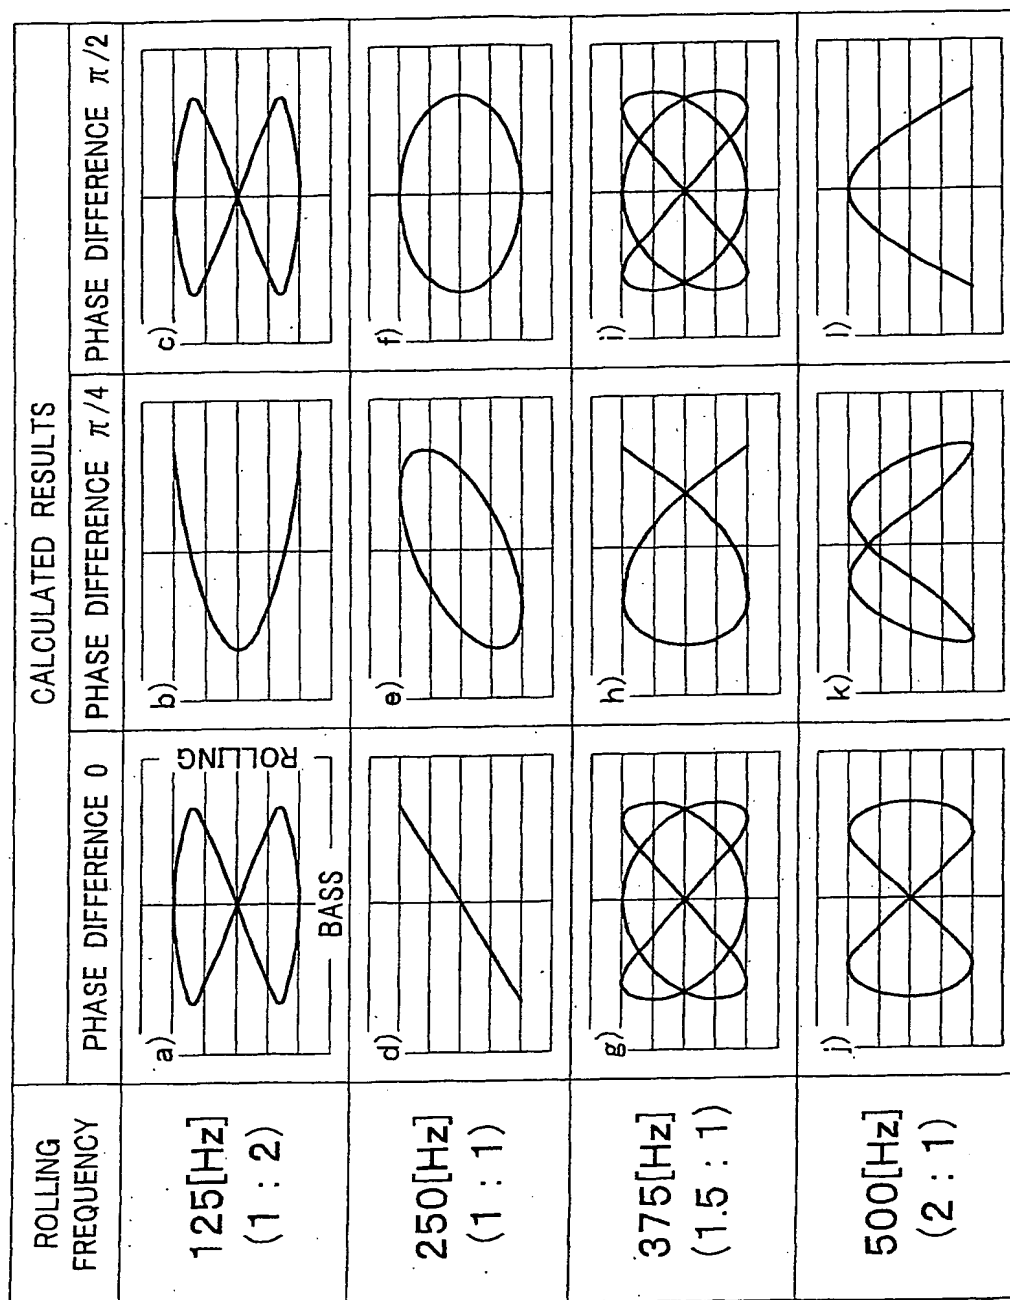 CALCULATED RESULTS
ROLLING
FREQUENCY
PHASE DIFFERENCE 0
PHASE DIFFERENCE π/4
PHASE DIFFERENCE π/2
125[Hz]
(1 : 2)
a)
ROLLING
BASS
b)
c)
250[Hz]
(1 : 1)
d)
e)
f)
375[Hz]
(1.5 : 1)
g)
h)
i)
500[Hz]
(2 : 1)
j)
k)
l)